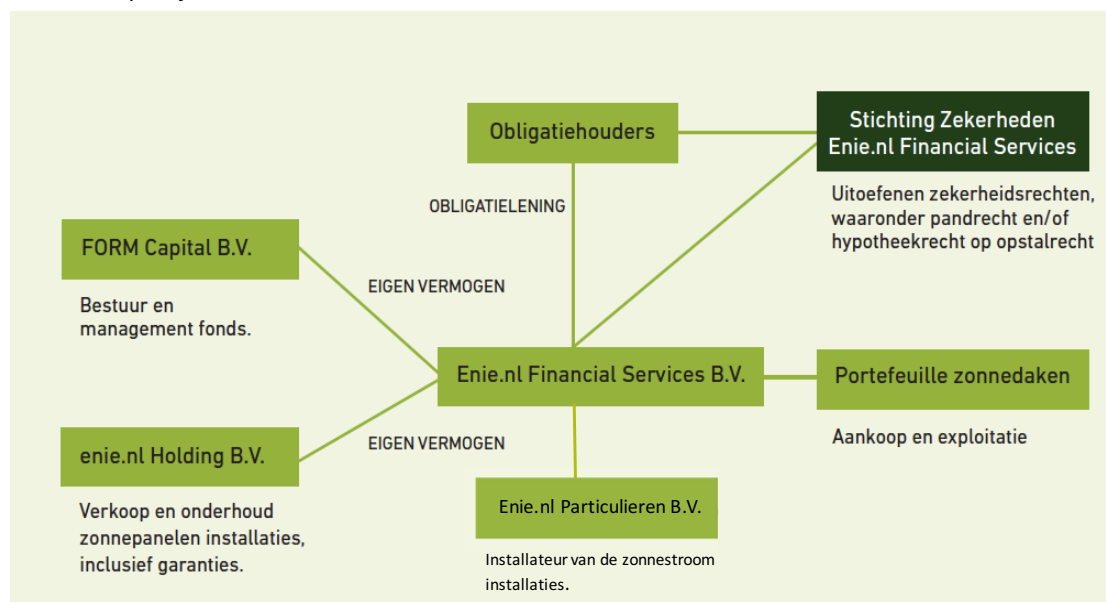 Obligatiehouders
Stichting Zekerheden
Enie.nl Financial Services
Uitoefenen zekerheidsrechten,
waaronder pandrecht en/of
hypotheekrecht op opstalrecht
OBLIGATIELENING
FORM Capital B.V.
EIGEN VERMOGEN
Bestuur en
management fonds.
Enie.nl Financial Services B.V.
Portefeuille zonnedaken
Aankoop en exploitatie
enie.nl Holding B.V.
EIGEN VERMOGEN
Verkoop en onderhoud
zonnepanelen installaties,
inclusief garanties.
Enie.nl Particulieren B.V.
Installateur van de zonnestroom
installaties.